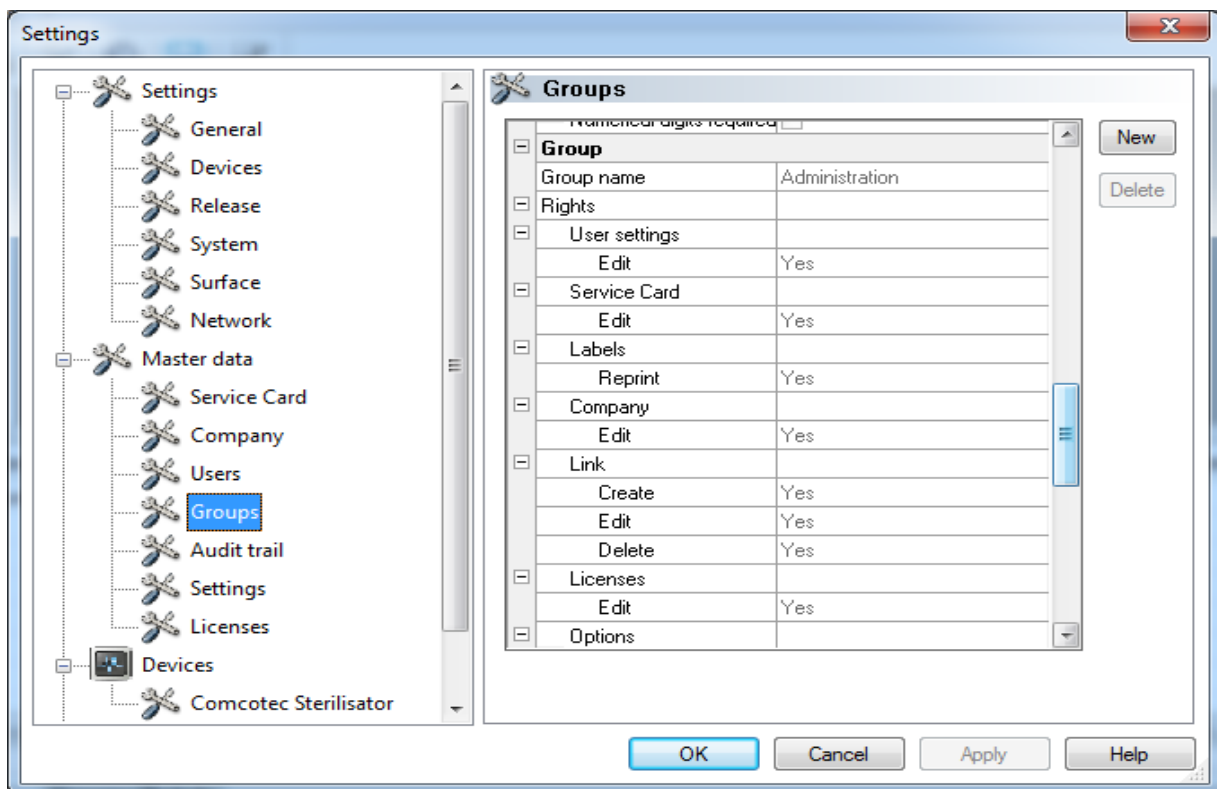 Settings
Settings
General
Devices
Release
System
Surface
Network
Master data
Service Card
Company
Users
Groups
Audit trail
Settings
Licenses
Devices
Comcotec Sterilisator
Groups
Numerical digits required
Group
Group name Administration
Rights
User settings
Edit Yes
Service Card
Edit Yes
Labels
Reprint Yes
Company
Edit Yes
Link
Create Yes
Edit Yes
Delete Yes
Licenses
Edit Yes
Options
New
Delete
OK Cancel Apply Help